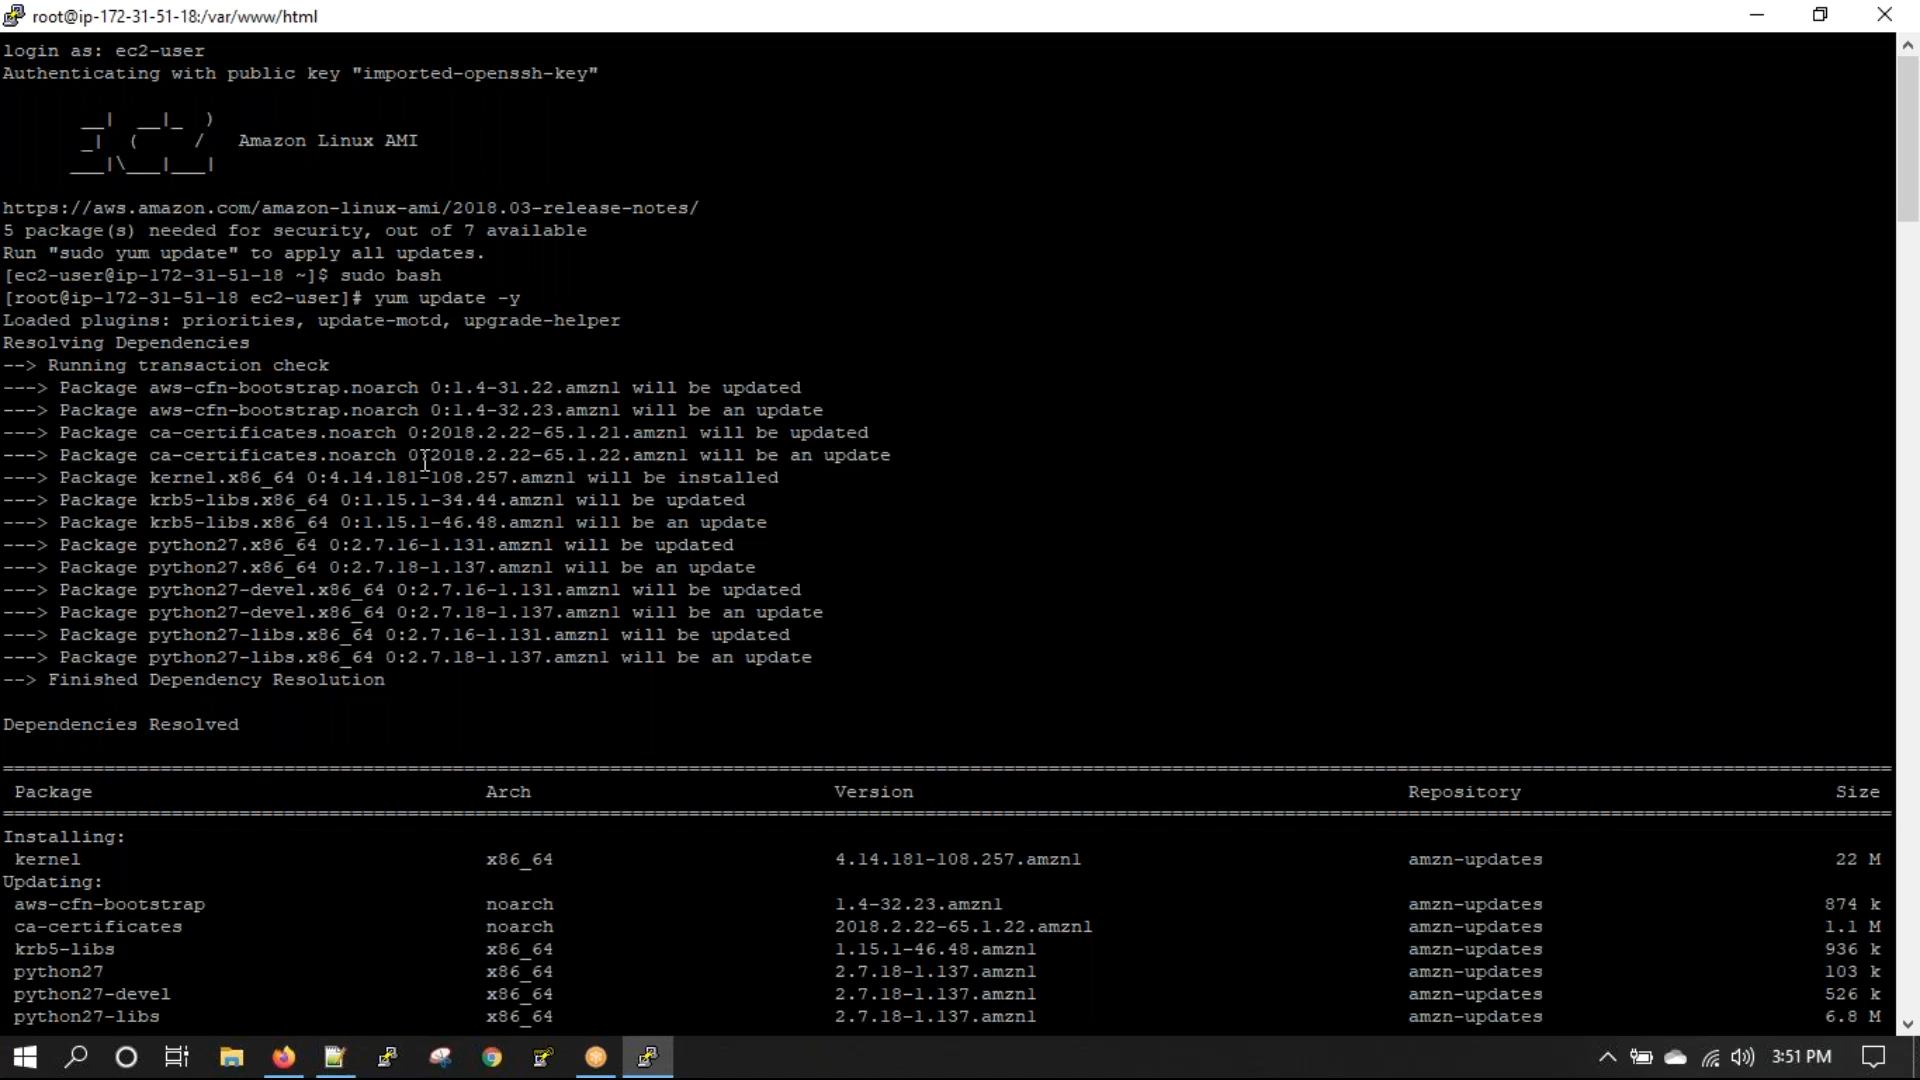 root@ip-172-31-51-18:/var/www/html
login as: ec2-user
Authenticating with public key "imported-openssh-key"
       __|  __|_  )
       _|  (     /   Amazon Linux AMI
      ___|\___|___|
https://aws.amazon.com/amazon-linux-ami/2018.03-release-notes/
5 package(s) needed for security, out of 7 available
Run "sudo yum update" to apply all updates.
[ec2-user@ip-172-31-51-18 ~]$ sudo bash
[root@ip-172-31-51-18 ec2-user]# yum update -y
Loaded plugins: priorities, update-motd, upgrade-helper
Resolving Dependencies
--> Running transaction check
---> Package aws-cfn-bootstrap.noarch 0:1.4-31.22.amzn1 will be updated
---> Package aws-cfn-bootstrap.noarch 0:1.4-32.23.amzn1 will be an update
---> Package ca-certificates.noarch 0:2018.2.22-65.1.21.amzn1 will be updated
---> Package ca-certificates.noarch 0:2018.2.22-65.1.22.amzn1 will be an update
---> Package kernel.x86_64 0:4.14.181-108.257.amzn1 will be installed
---> Package krb5-libs.x86_64 0:1.15.1-34.44.amzn1 will be updated
---> Package krb5-libs.x86_64 0:1.15.1-46.48.amzn1 will be an update
---> Package python27.x86_64 0:2.7.16-1.131.amzn1 will be updated
---> Package python27.x86_64 0:2.7.18-1.137.amzn1 will be an update
---> Package python27-devel.x86_64 0:2.7.16-1.131.amzn1 will be updated
---> Package python27-devel.x86_64 0:2.7.18-1.137.amzn1 will be an update
---> Package python27-libs.x86_64 0:2.7.16-1.131.amzn1 will be updated
---> Package python27-libs.x86_64 0:2.7.18-1.137.amzn1 will be an update
--> Finished Dependency Resolution
Dependencies Resolved
Package Arch Version Repository Size
Installing:
kernel x86_64 4.14.181-108.257.amzn1 amzn-updates 22 M
Updating:
aws-cfn-bootstrap noarch 1.4-32.23.amzn1 amzn-updates 874 k
ca-certificates noarch 2018.2.22-65.1.22.amzn1 amzn-updates 1.1 M
krb5-libs x86_64 1.15.1-46.48.amzn1 amzn-updates 936 k
python27 x86_64 2.7.18-1.137.amzn1 amzn-updates 103 k
python27-devel x86_64 2.7.18-1.137.amzn1 amzn-updates 526 k
python27-libs x86_64 2.7.18-1.137.amzn1 amzn-updates 6.8 M
3:51 PM